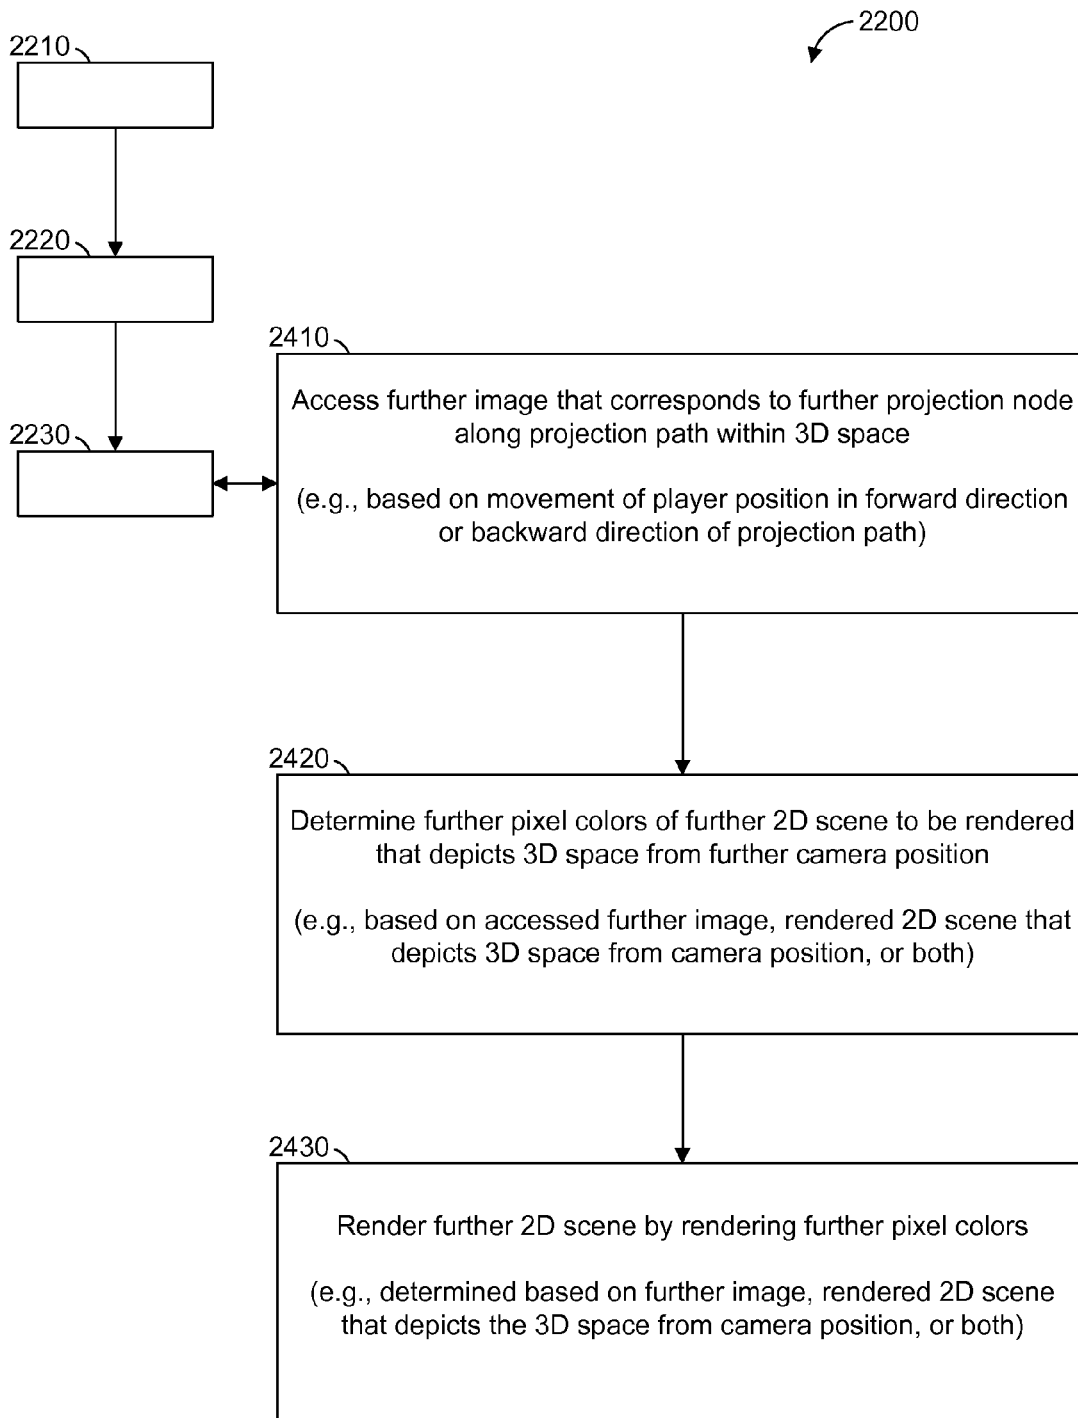 2200
2210
2220
2230
2410
Access further image that corresponds to further projection node
along projection path within 3D space
(e.g., based on movement of player position in forward direction
or backward direction of projection path)
2420
Determine further pixel colors of further 2D scene to be rendered
that depicts 3D space from further camera position
(e.g., based on accessed further image, rendered 2D scene that
depicts 3D space from camera position, or both)
2430
Render further 2D scene by rendering further pixel colors
(e.g., determined based on further image, rendered 2D scene
that depicts the 3D space from camera position, or both)